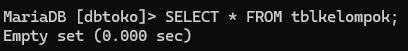 MariaDB [dbtoko]> SELECT * FROM tblkelompok;
Empty set (0.000 sec)